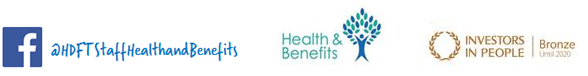 @HDFTStaffHealthandBenefits
Health &
Benefits
INVESTORS
IN PEOPLE
Bronze
Until 2020